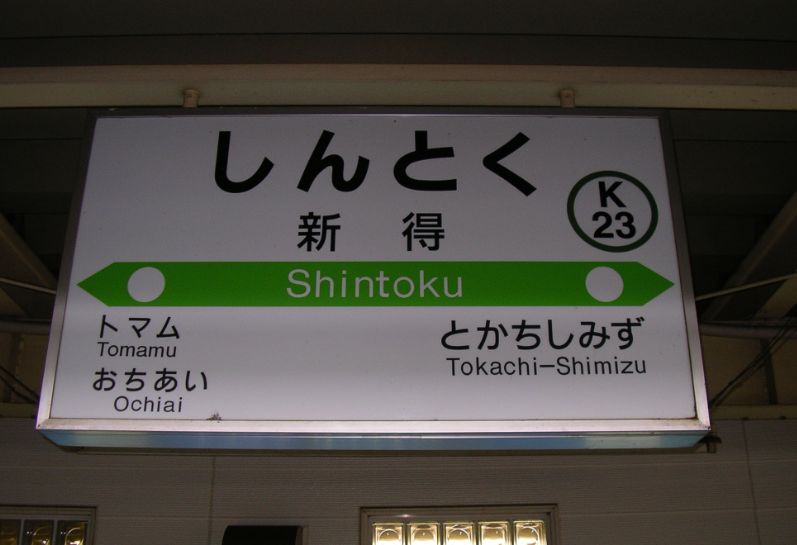 しんとく
K
23
新得
Shintoku
トマム
Tomamu
おちあい
Ochiai
とかちしみず
Tokachi-Shimizu